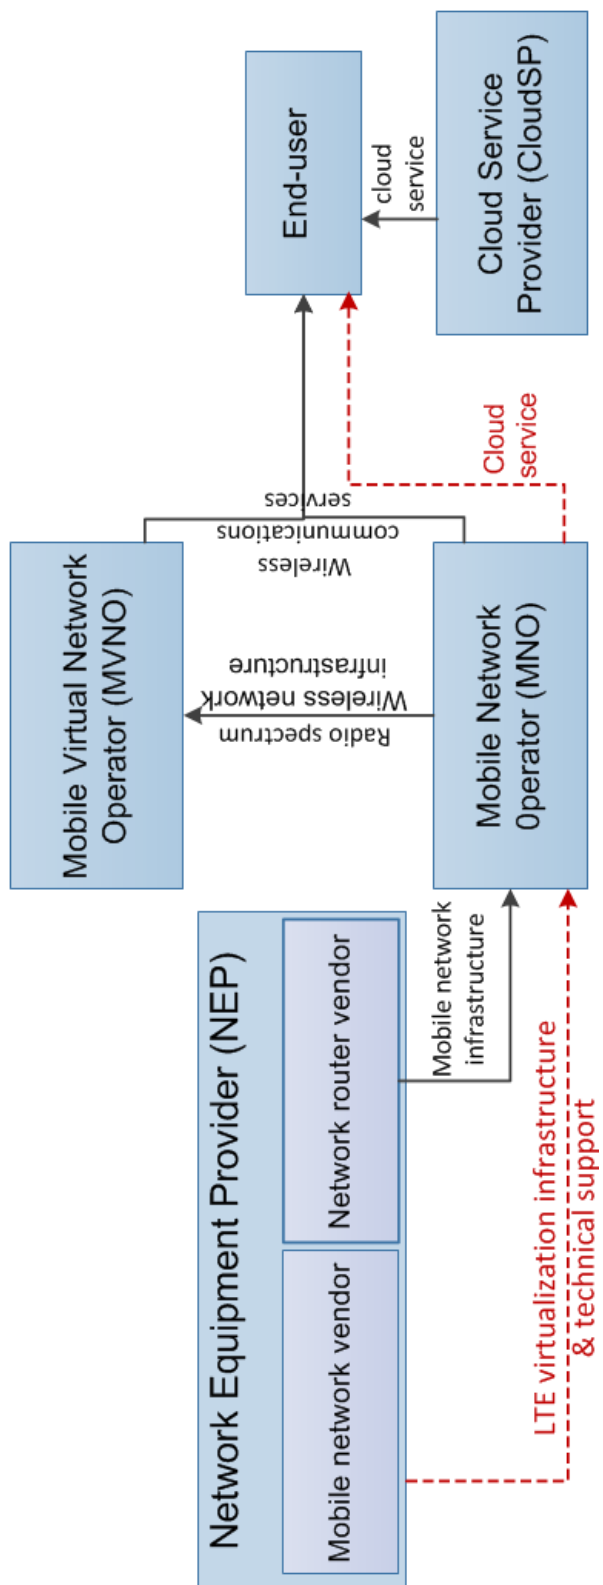 Network Equipment Provider (NEP)
Mobile network vendor
Network router vendor
Mobile network
infrastructure
LTE virtualization infrastructure
& technical support
Mobile Virtual Network
Operator (MVNO)
Radio spectrum
Wireless network
infrastructure
Mobile Network
0perator (MNO)
Wireless
communications
services
Cloud
service
End-user
cloud
service
Cloud Service
Provider (CloudSP)